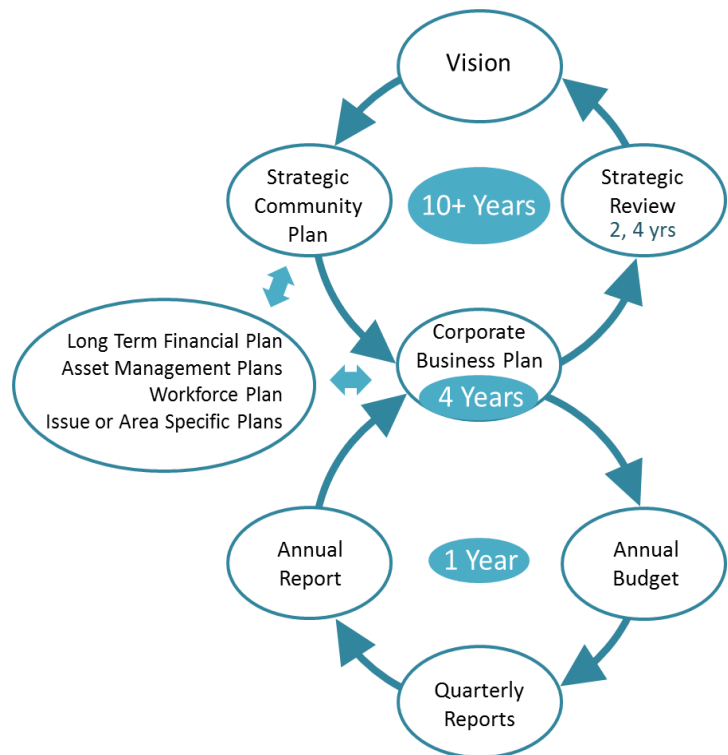 Vision
Strategic
Community
Plan
10+ Years
Strategic
Review
2, 4 yrs
Long Term Financial Plan
Asset Management Plans
Workforce Plan
Issue or Area Specific Plans
Corporate
Business Plan
4 Years
Annual
Report
1 Year
Annual
Budget
Quarterly
Reports